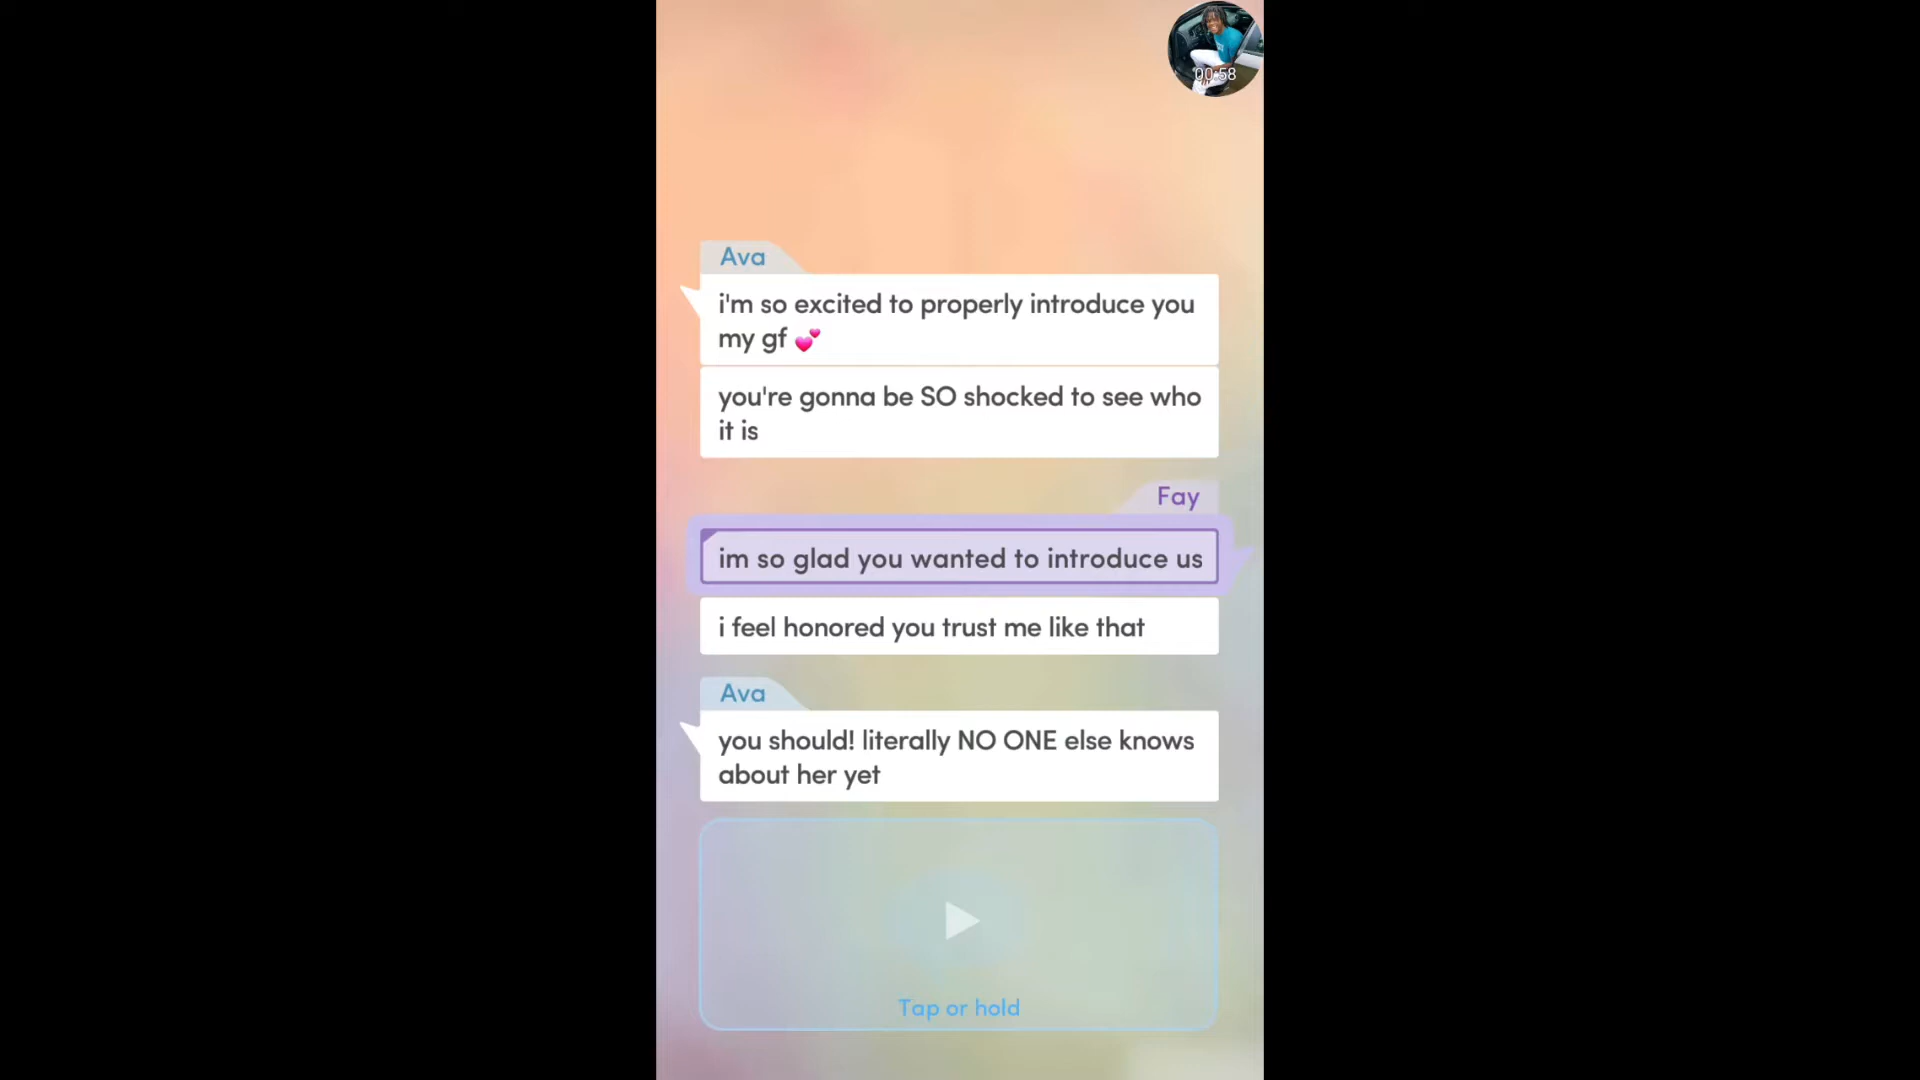 00:58
Ava
i'm so excited to properly introduce you
my gf 💕
you're gonna be SO shocked to see who
it is
Fay
im so glad you wanted to introduce us
i feel honored you trust me like that
Ava
you should! literally NO ONE else knows
about her yet
Tap or hold